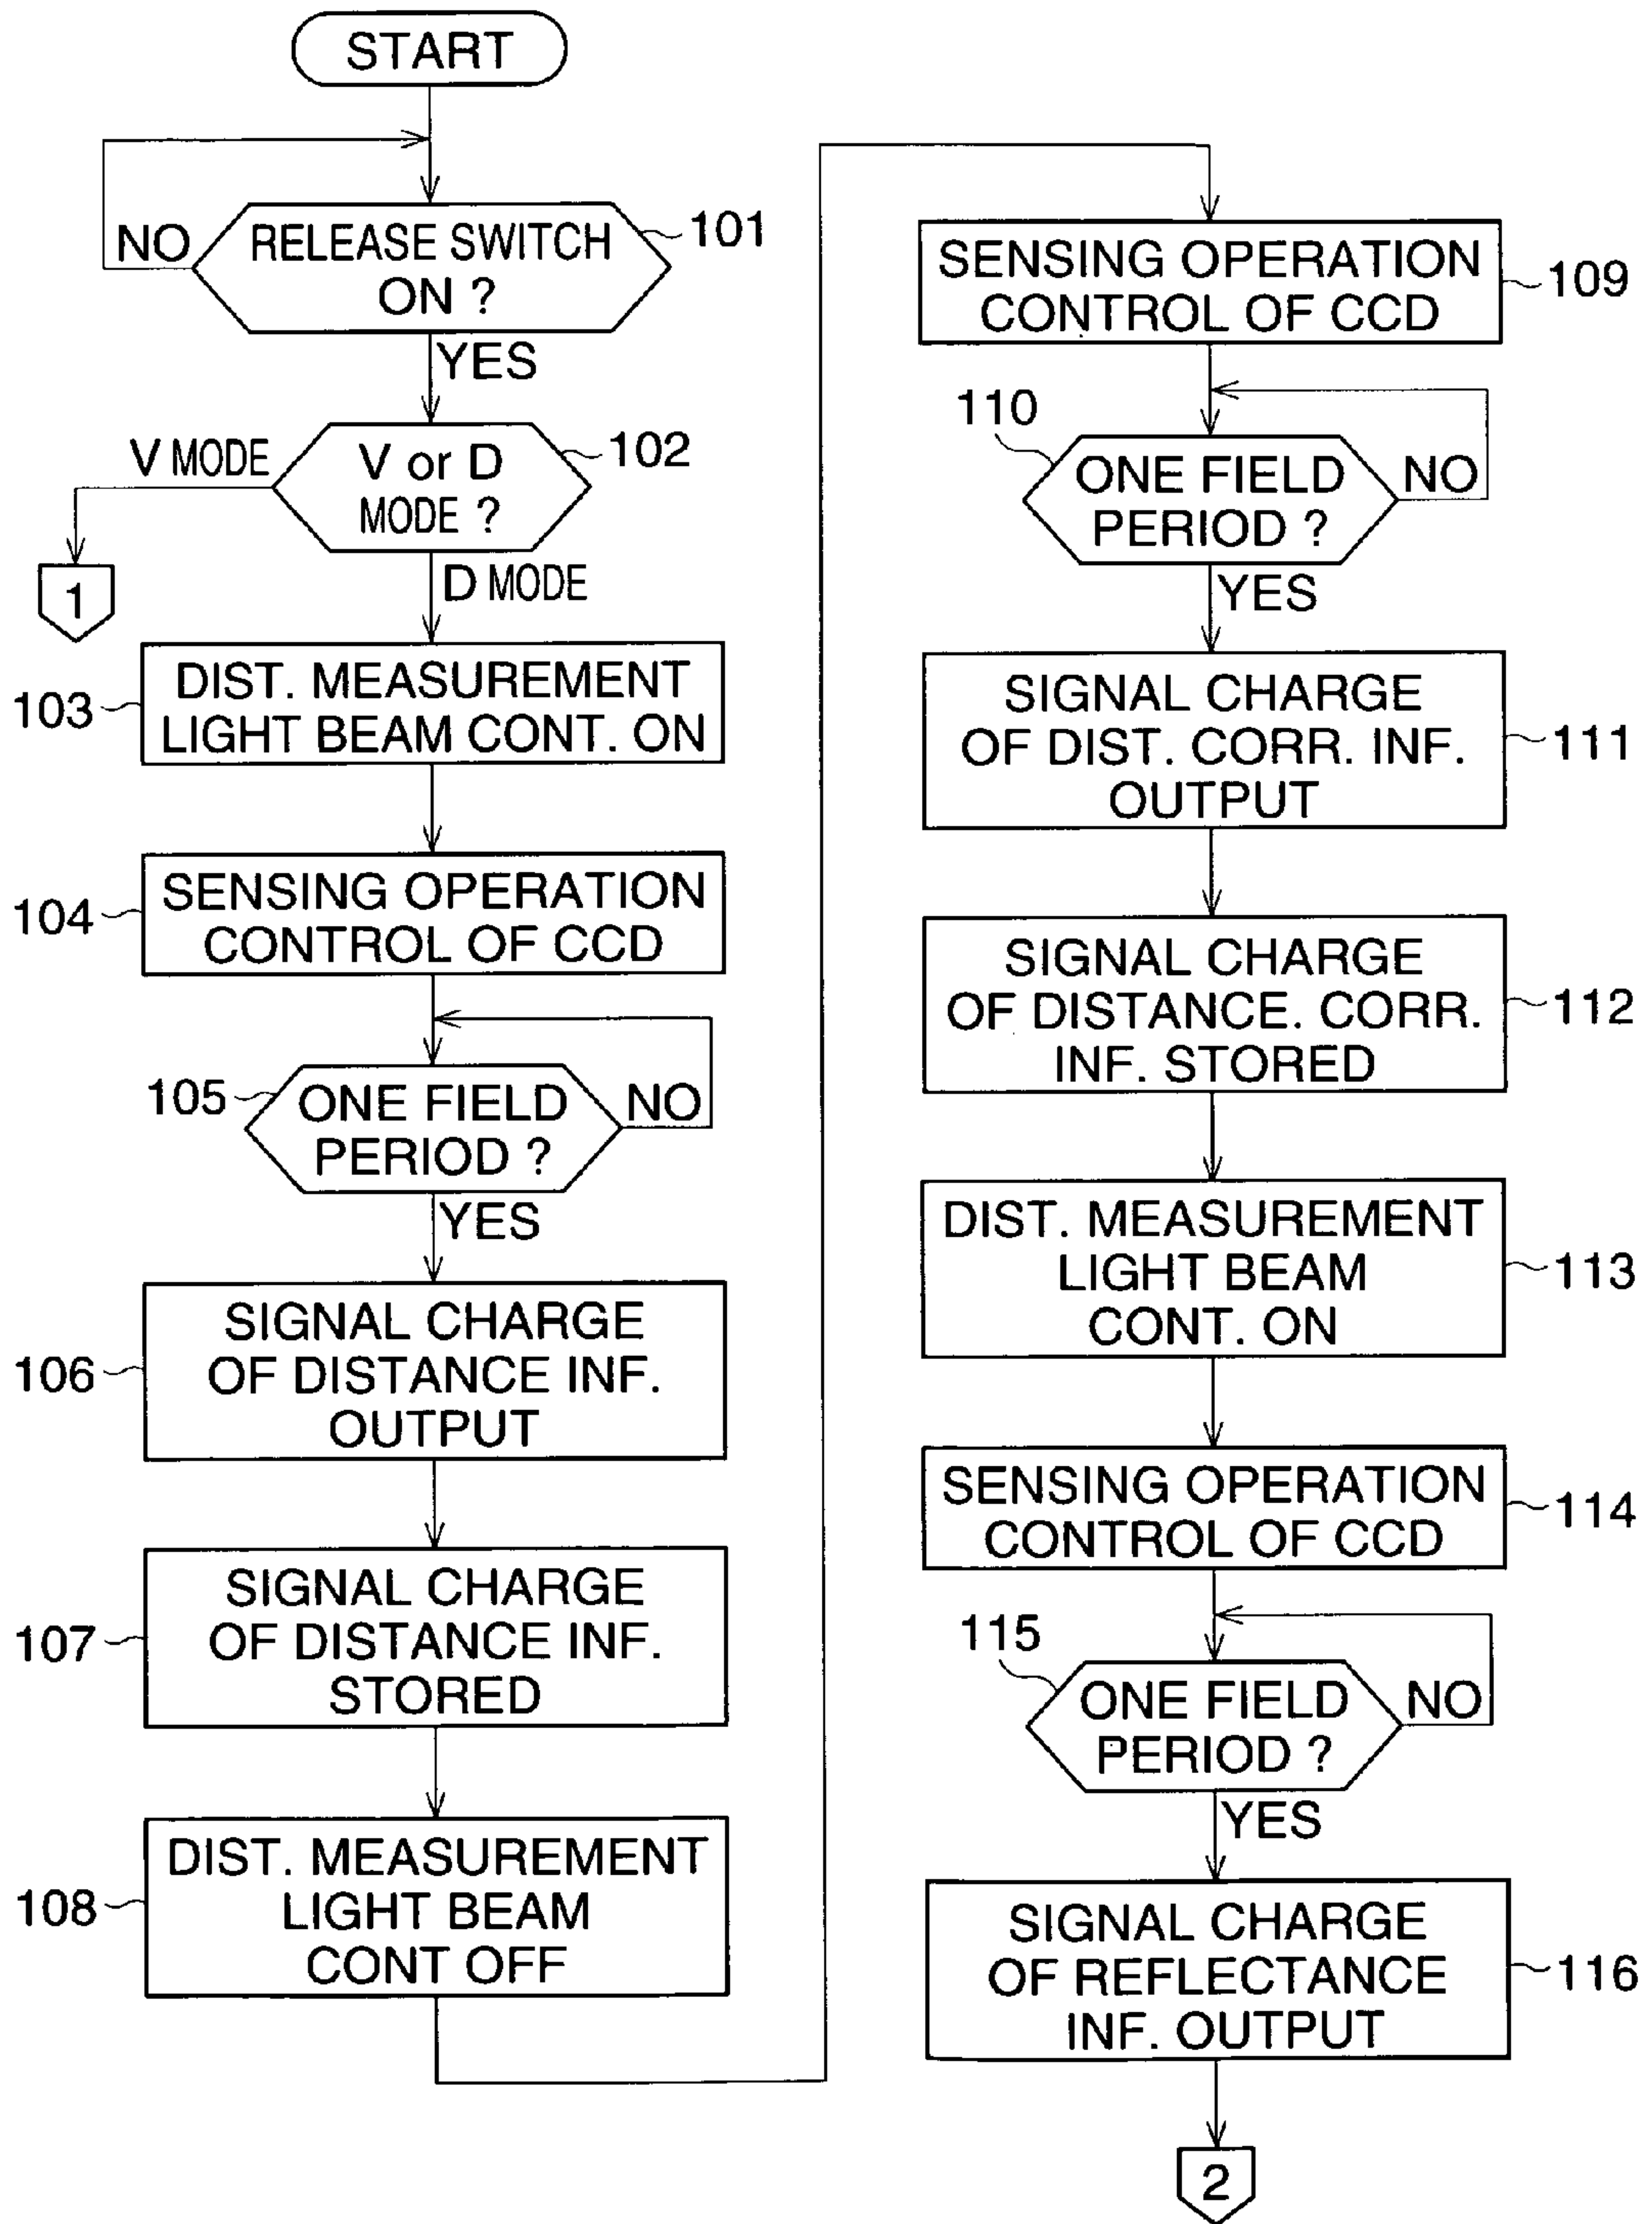 START
RELEASE SWITCH
ON ?
101
NO
YES
V or D
MODE ?
102
V MODE
1
D MODE
DIST. MEASUREMENT
LIGHT BEAM CONT. ON
103
SENSING OPERATION
CONTROL OF CCD
104
ONE FIELD
PERIOD ?
105
NO
YES
SIGNAL CHARGE
OF DISTANCE INF.
OUTPUT
106
SIGNAL CHARGE
OF DISTANCE INF.
STORED
107
DIST. MEASUREMENT
LIGHT BEAM
CONT OFF
108
SENSING OPERATION
CONTROL OF CCD
109
110
ONE FIELD
PERIOD ?
NO
YES
SIGNAL CHARGE
OF DIST. CORR. INF.
OUTPUT
111
SIGNAL CHARGE
OF DISTANCE. CORR.
INF. STORED
112
DIST. MEASUREMENT
LIGHT BEAM
CONT. ON
113
SENSING OPERATION
CONTROL OF CCD
114
115
ONE FIELD
PERIOD ?
NO
YES
SIGNAL CHARGE
OF REFLECTANCE
INF. OUTPUT
116
2